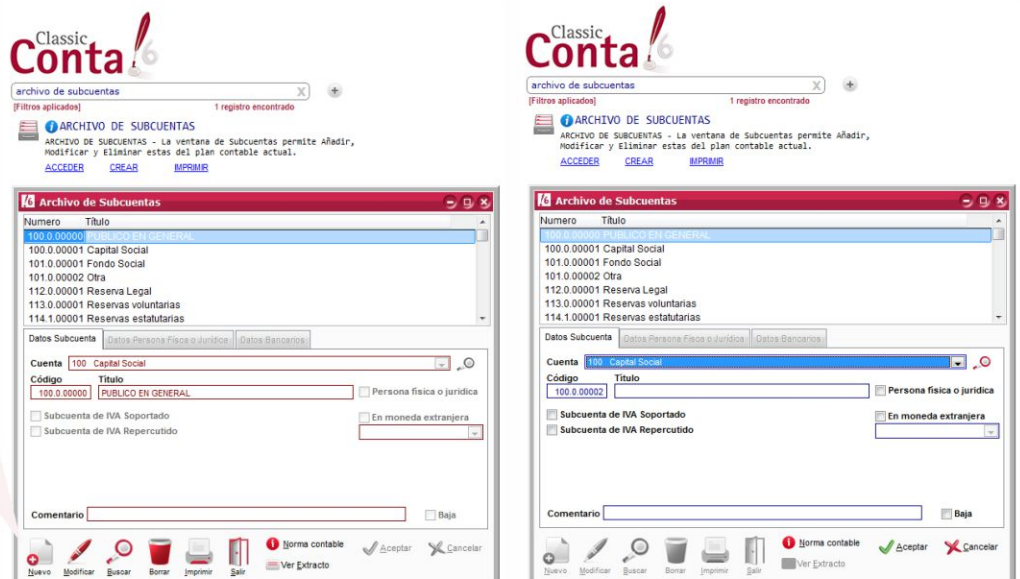 Classic
Conta 6
archivo de subcuentas X +
[Filtros aplicados] 1 registro encontrado
ARCHIVO DE SUBCUENTAS
ARCHIVO DE SUBCUENTAS - La ventana de Subcuentas permite Añadir,
Modificar y Eliminar estas del plan contable actual.
ACCEDER CREAR IMPRIMIR
Archivo de Subcuentas
Numero Título
100.0.00000 PUBLICO EN GENERAL
100.0.00001 Capital Social
101.0.00001 Fondo Social
101.0.00002 Otra
112.0.00001 Reserva Legal
113.0.00001 Reservas voluntarias
114.1.00001 Reservas estatutarias
Datos Subcuenta Datos Persona Física o Jurídica Datos Bancarios
Cuenta 100 Capital Social
Código Título
100.0.00000 PUBLICO EN GENERAL Persona física o jurídica
Subcuenta de IVA Soportado En moneda extranjera
Subcuenta de IVA Repercutido
Comentario Baja
Nuevo Modificar Buscar Borrar Imprimir Salir Norma contable Ver Extracto Aceptar Cancelar
Classic
Conta 6
archivo de subcuentas X +
[Filtros aplicados] 1 registro encontrado
ARCHIVO DE SUBCUENTAS
ARCHIVO DE SUBCUENTAS - La ventana de Subcuentas permite Añadir,
Modificar y Eliminar estas del plan contable actual.
ACCEDER CREAR IMPRIMIR
Archivo de Subcuentas
Numero Título
100.0.00000 PUBLICO EN GENERAL
100.0.00001 Capital Social
101.0.00001 Fondo Social
101.0.00002 Otra
112.0.00001 Reserva Legal
113.0.00001 Reservas voluntarias
114.1.00001 Reservas estatutarias
Datos Subcuenta Datos Persona Física o Jurídica Datos Bancarios
Cuenta 100 Capital Social
Código Título
100.0.00002 Persona física o jurídica
Subcuenta de IVA Soportado En moneda extranjera
Subcuenta de IVA Repercutido
Comentario Baja
Nuevo Modificar Buscar Borrar Imprimir Salir Norma contable Ver Extracto Aceptar Cancelar